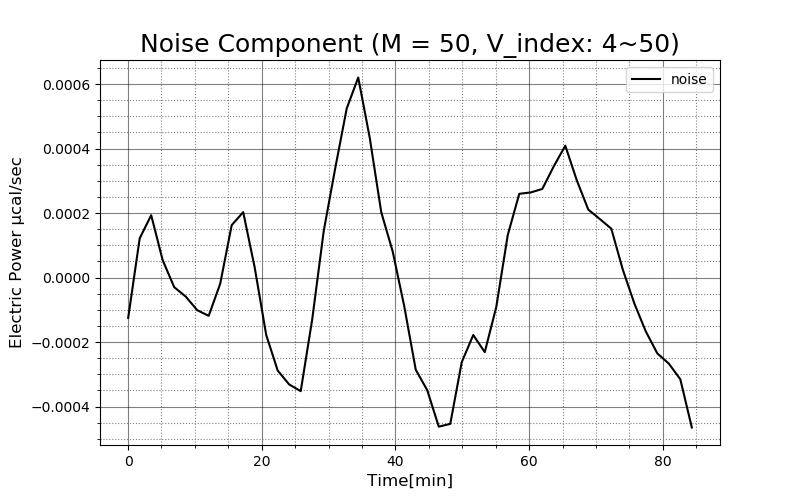 Noise Component (M = 50, V_index: 4~50)
noise
0.0006
0.0004
0.0002
0.0000
−0.0002
−0.0004
Electric Power μcal/sec
0 20 40 60 80
Time[min]